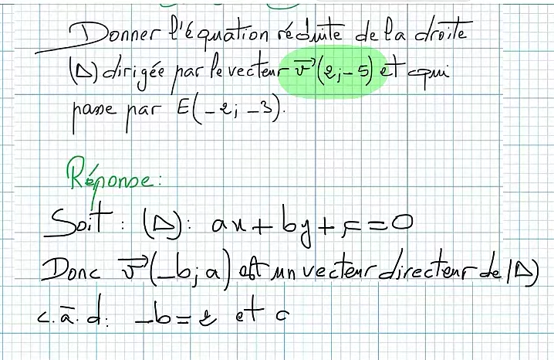 Donner l'équation réduite de la droite
(Δ) dirigée par le vecteur v⃗(2; -5) et qui
passe par E(-2; -3).
Réponse:
Soit: (Δ): ax + by + c = 0
Donc v⃗(-b; a) est un vecteur directeur de (Δ)
c.à.d: -b = 2 et a